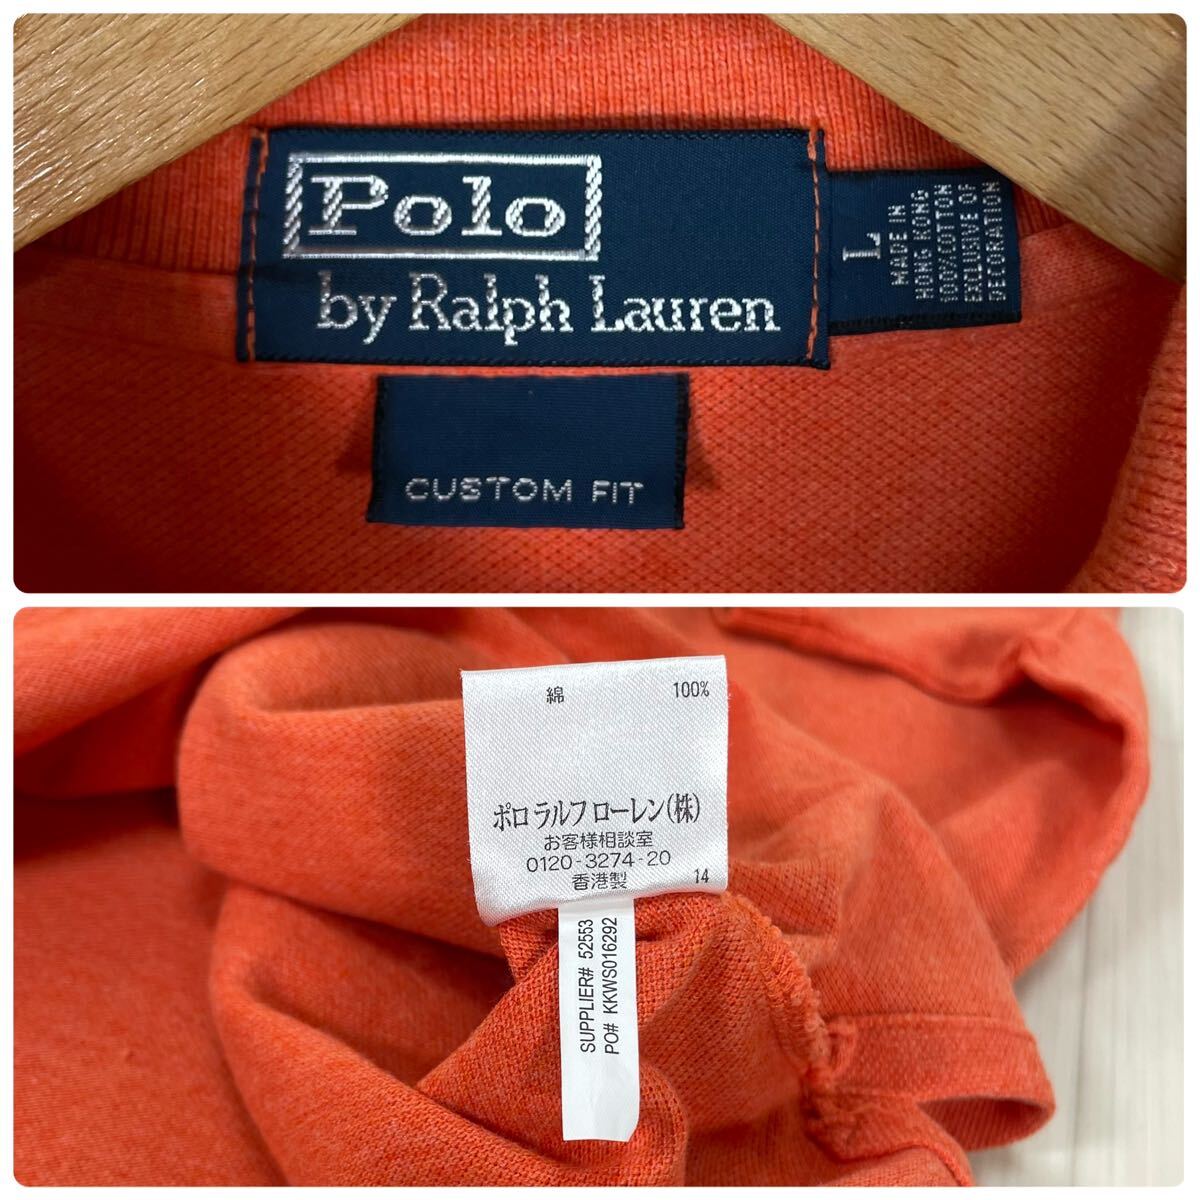 Polo
by Ralph Lauren
L
MADE IN
HONG KONG
100% COTTON
EXCLUSIVE OF
DECORATION
CUSTOM FIT
綿 100%
ポロ ラルフ ローレン(株)
お客様相談室
0120-3274-20
香港製 14
SUPPLIER# 52553
PO# KKWS016292